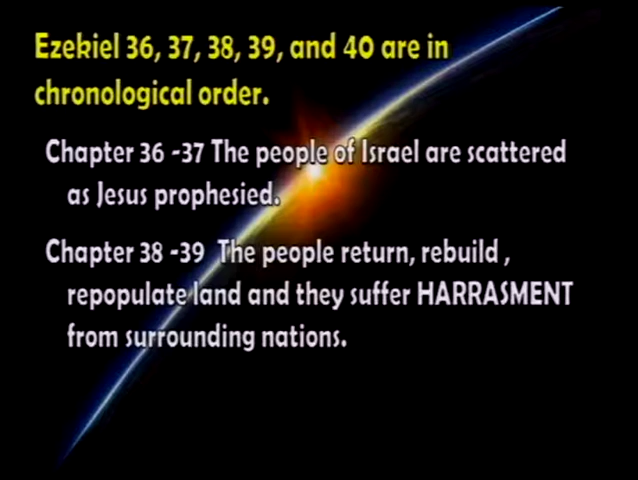 Ezekiel 36, 37, 38, 39, and 40 are in
chronological order.
Chapter 36 -37 The people of Israel are scattered
as Jesus prophesied.
Chapter 38 -39 The people return, rebuild ,
repopulate land and they suffer HARRASMENT
from surrounding nations.